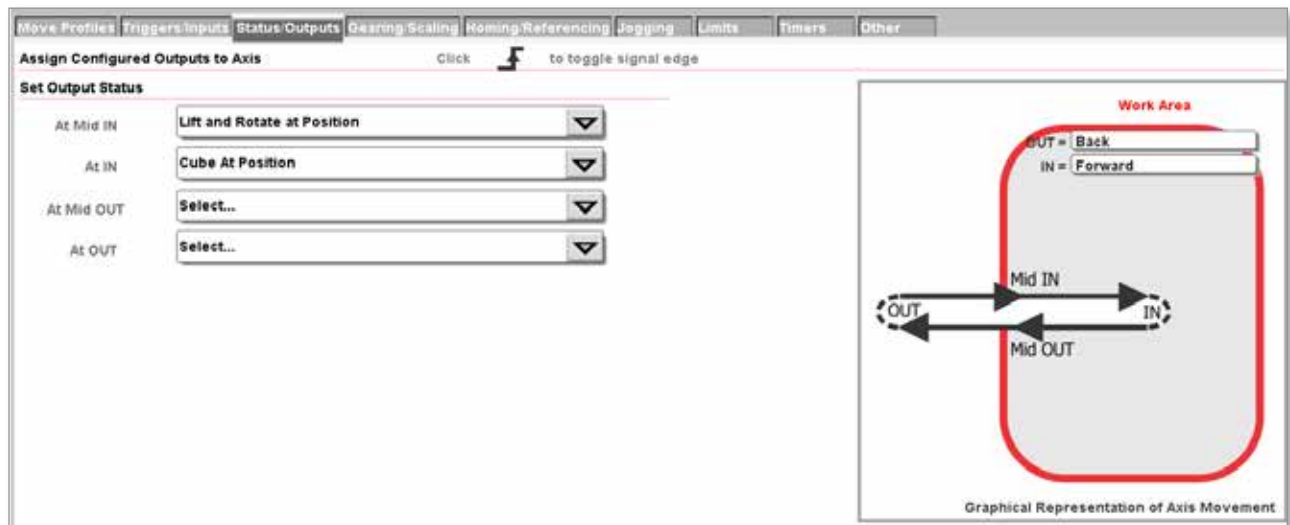 Move Profiles Triggers/Inputs Status/Outputs Gearing/Scaling Homing/Referencing Jogging Limits Timers Other
Assign Configured Outputs to Axis Click to toggle signal edge
Set Output Status
At Mid IN Lift and Rotate at Position
At IN Cube At Position
At Mid OUT Select...
At OUT Select...
Work Area
OUT = Back
IN = Forward
Mid IN
OUT IN
Mid OUT
Graphical Representation of Axis Movement